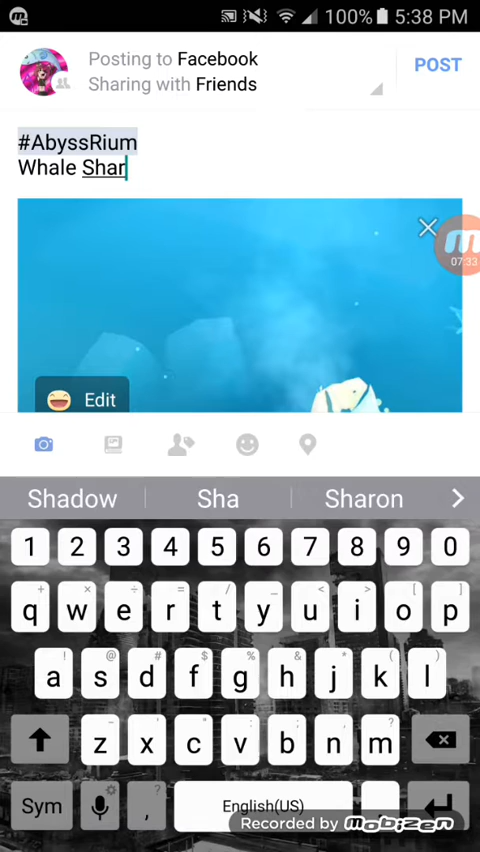 100% 5:38 PM
Posting to Facebook
Sharing with Friends
POST
#AbyssRium
Whale Shar
07:33
Edit
Shadow Sha Sharon
1 2 3 4 5 6 7 8 9 0
+ × ÷ = / _ < > [ ]
q w e r t y u i o p
! @ # $ % & * ( )
a s d f g h j k l
- ' " : ; , ?
z x c v b n m
Sym , ? English(US)
Recorded by mobizen